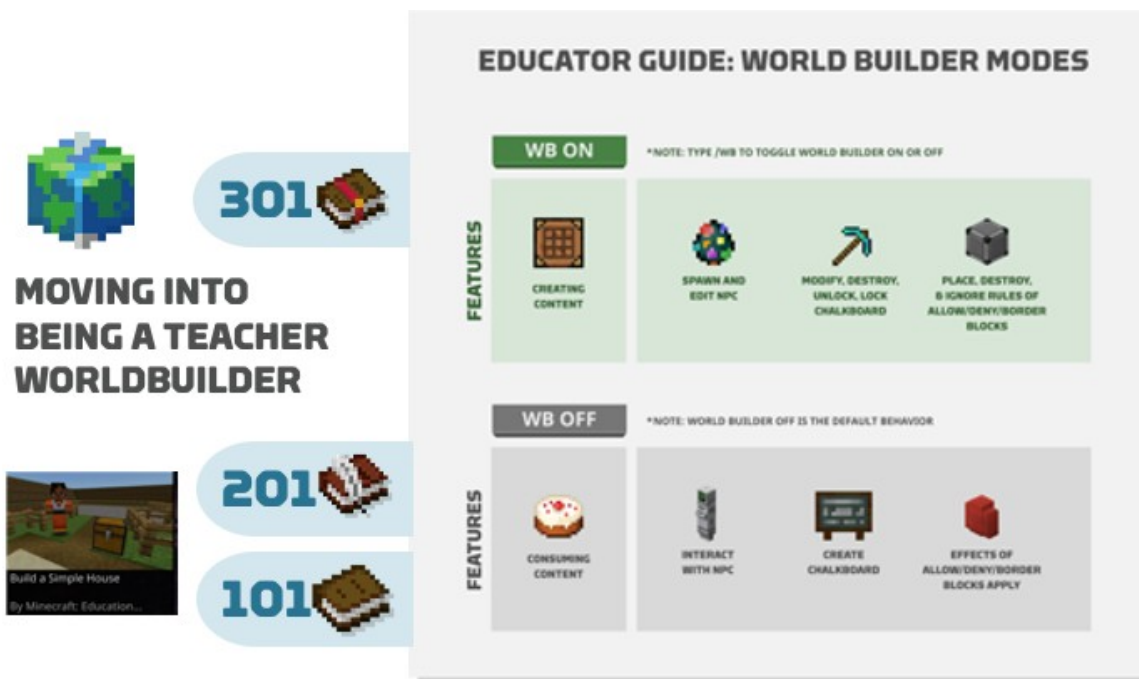 EDUCATOR GUIDE: WORLD BUILDER MODES
301
MOVING INTO
BEING A TEACHER
WORLDBUILDER
201
101
Build a Simple House
By Minecraft: Education...
WB ON
*NOTE: TYPE /WB TO TOGGLE WORLD BUILDER ON OR OFF
FEATURES
CREATING
CONTENT
SPAWN AND
EDIT NPC
MODIFY, DESTROY,
UNLOCK, LOCK
CHALKBOARD
PLACE, DESTROY,
& IGNORE RULES OF
ALLOW/DENY/BORDER
BLOCKS
WB OFF
*NOTE: WORLD BUILDER OFF IS THE DEFAULT BEHAVIOR
FEATURES
CONSUMING
CONTENT
INTERACT
WITH NPC
CREATE
CHALKBOARD
EFFECTS OF
ALLOW/DENY/BORDER
BLOCKS APPLY